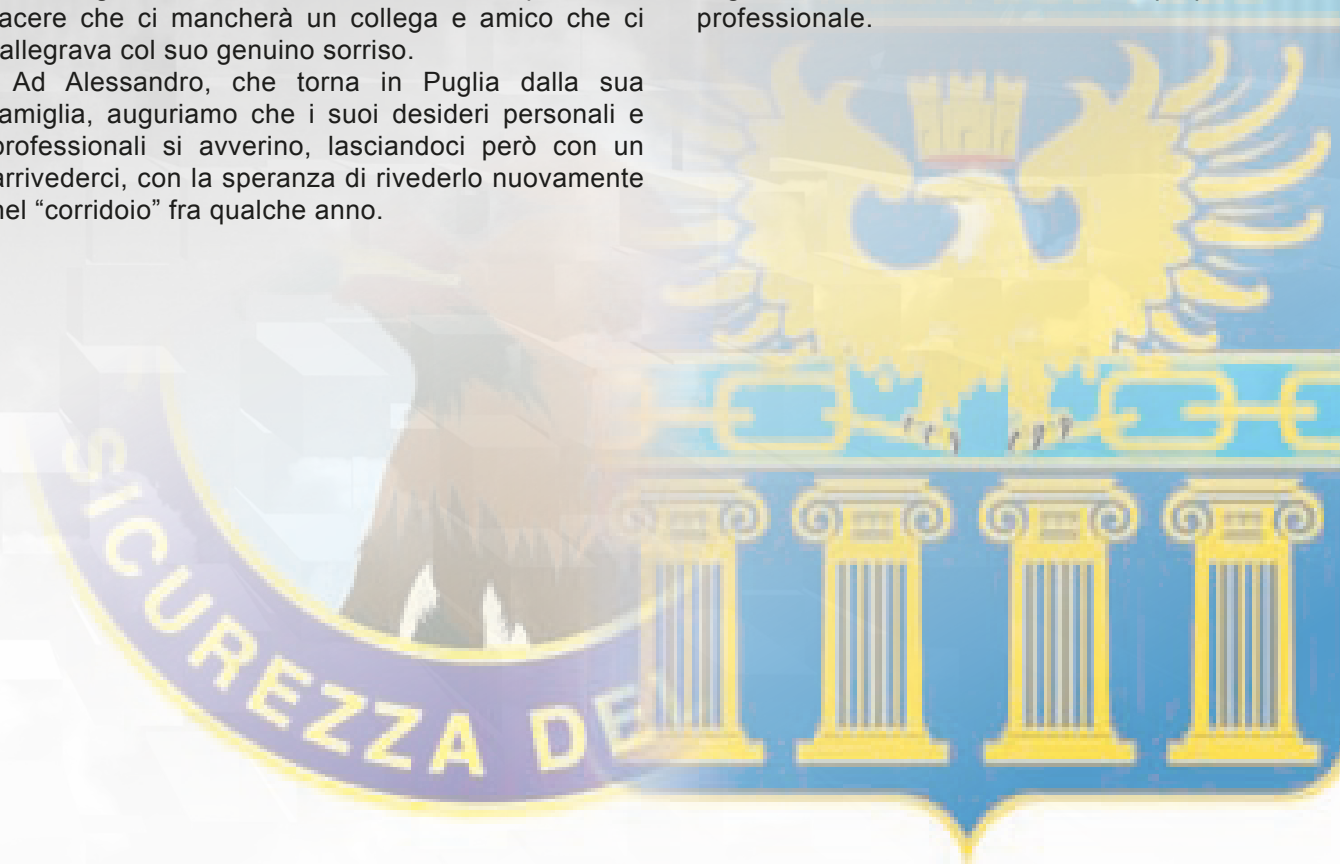 tacere che ci mancherà un collega e amico che ci
rallegrava col suo genuino sorriso.
Ad Alessandro, che torna in Puglia dalla sua
famiglia, auguriamo che i suoi desideri personali e
professionali si avverino, lasciandoci però con un
arrivederci, con la speranza di rivederlo nuovamente
nel “corridoio” fra qualche anno.
professionale.
SICUREZZA DE